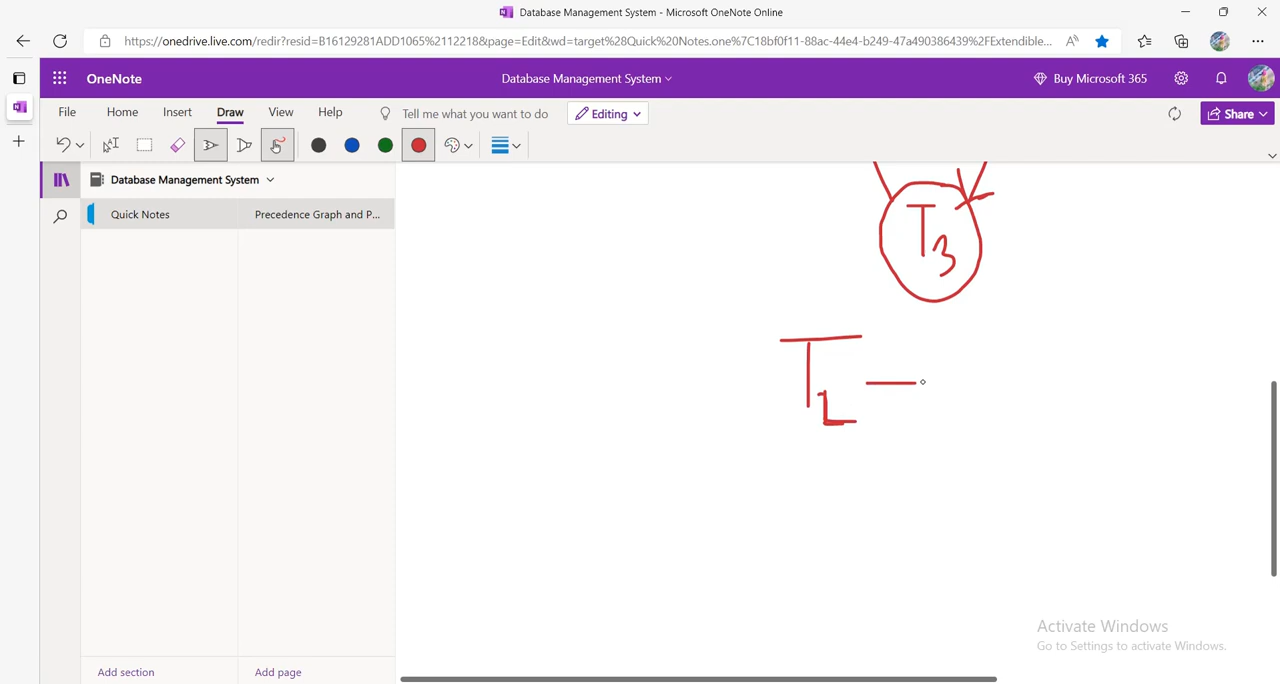 Database Management System - Microsoft OneNote Online
https://onedrive.live.com/redir?resid=B16129281ADD1065%2112218&page=Edit&wd=target%28Quick%20Notes.one%7C18bf0f11-88ac-44e4-b249-47a490386439%2FExtendible...
OneNote
Database Management System
Buy Microsoft 365
File Home Insert Draw View Help Tell me what you want to do Editing Share
Database Management System
Quick Notes Precedence Graph and P...
T3
T2 —
Activate Windows
Go to Settings to activate Windows.
Add section Add page